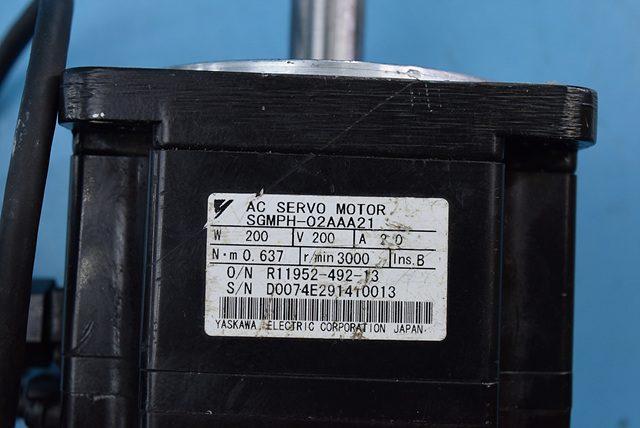 AC SERVO MOTOR
SGMPH-02AAA21
W 200 V 200 A 2.0
N·m 0.637 r/min 3000 Ins.B
O/N R11952-492-13
S/N D0074E291410013
YASKAWA ELECTRIC CORPORATION JAPAN